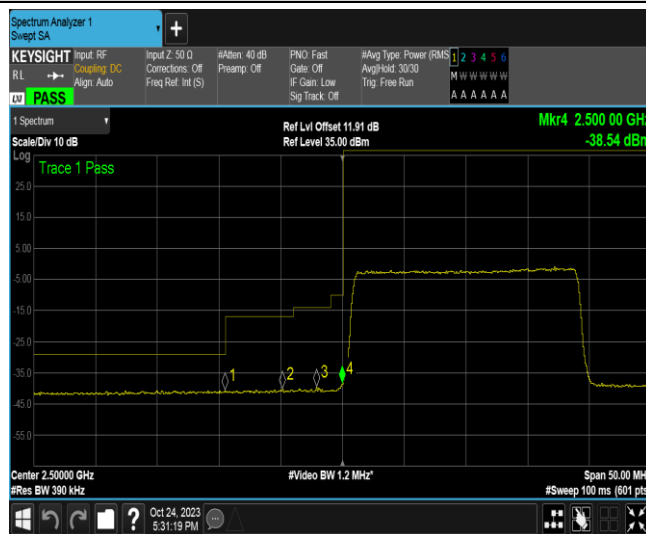 Spectrum Analyzer 1
Swept SA
+
KEYSIGHT
RL
LXI PASS
Input: RF
Coupling: DC
Align: Auto
Input Z: 50 Ω
Corrections: Off
Freq Ref: Int (S)
#Atten: 40 dB
Preamp: Off
PNO: Fast
Gate: Off
IF Gain: Low
Sig Track: Off
#Avg Type: Power (RMS
Avg|Hold: 30/30
Trig: Free Run
1 2 3 4 5 6
M W W W W W
A A A A A A
1 Spectrum
Scale/Div 10 dB
Ref Lvl Offset 11.91 dB
Ref Level 35.00 dBm
Mkr4 2.500 00 GHz
-38.54 dBm
Log
Trace 1 Pass
25.0
15.0
5.00
-5.00
-15.0
-25.0
-35.0
-45.0
-55.0
1
2
3
4
Center 2.50000 GHz
#Video BW 1.2 MHz*
Span 50.00 MH
#Res BW 390 kHz
#Sweep 100 ms (601 pts
?
Oct 24, 2023
5:31:19 PM